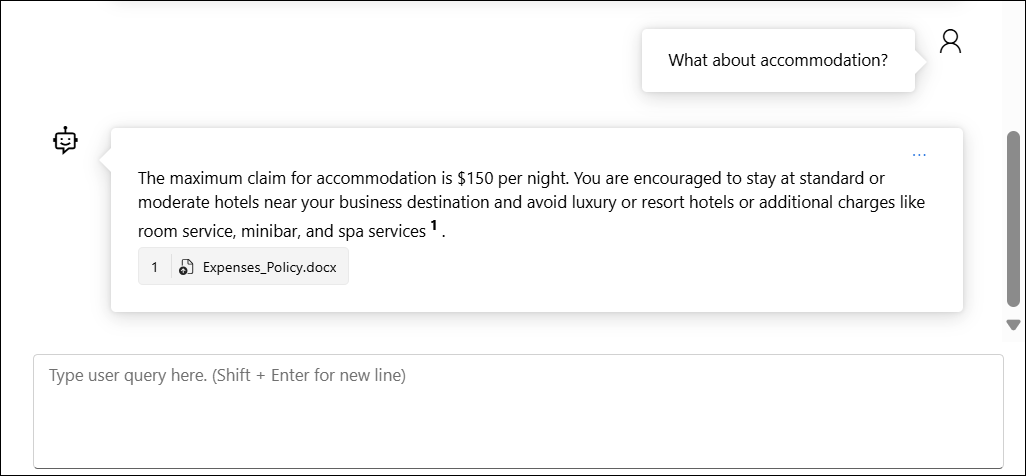 What about accommodation?
...
The maximum claim for accommodation is $150 per night. You are encouraged to stay at standard or
moderate hotels near your business destination and avoid luxury or resort hotels or additional charges like
room service, minibar, and spa services 1 .
1 Expenses_Policy.docx
Type user query here. (Shift + Enter for new line)